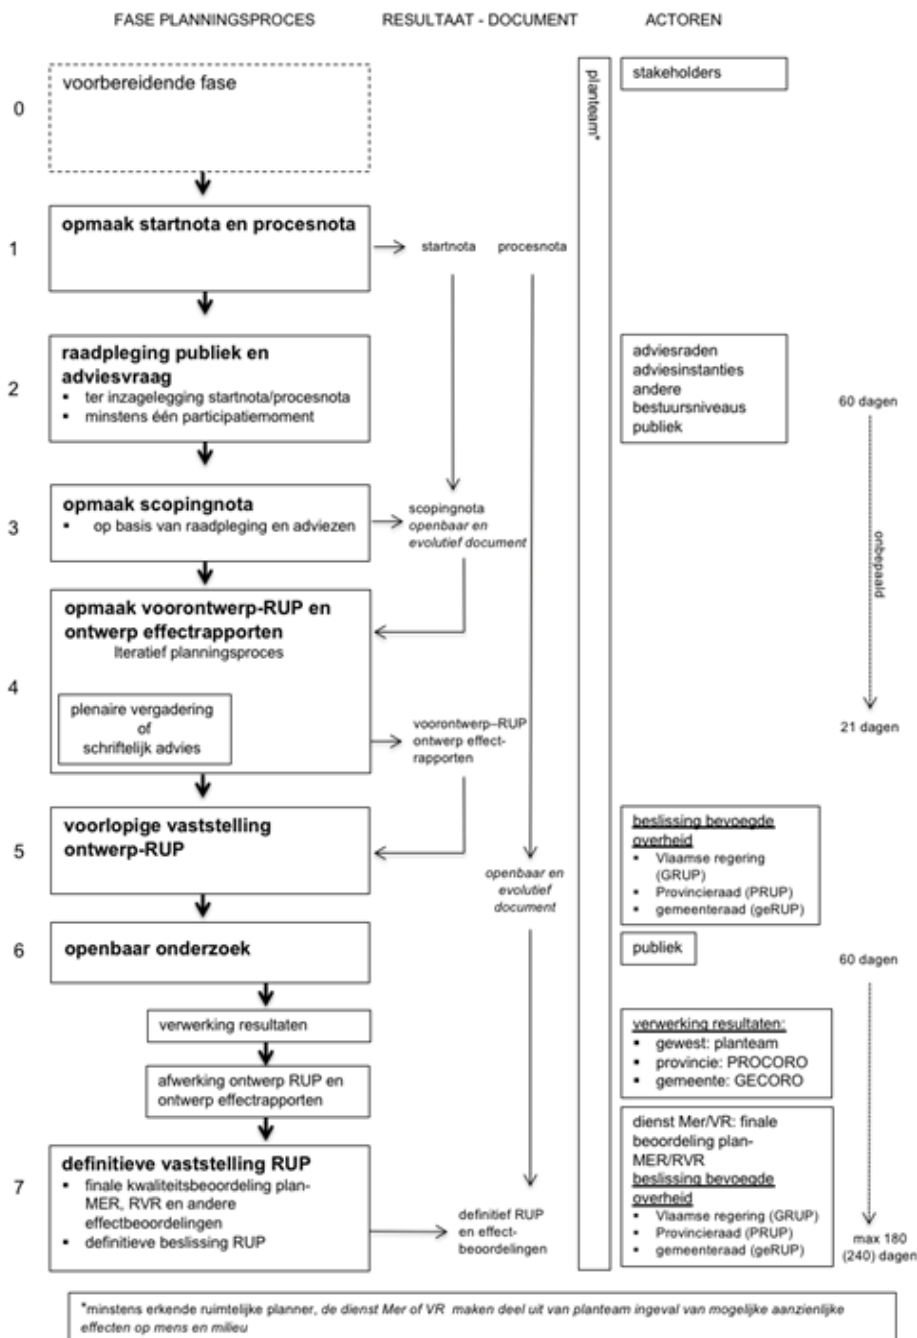 FASE PLANNINGSPROCES
RESULTAAT - DOCUMENT
ACTOREN
0
voorbereidende fase
planteam*
stakeholders
1
opmaak startnota en procesnota
startnota
procesnota
2
raadpleging publiek en
adviesvraag
▪ ter inzagelegging startnota/procesnota
▪ minstens één participatiemoment
adviesraden
adviesinstanties
andere
bestuursniveaus
publiek
60 dagen
3
opmaak scopingnota
▪ op basis van raadpleging en adviezen
scopingnota
openbaar en
evolutief document
onbepaald
4
opmaak voorontwerp-RUP en
ontwerp effectrapporten
Iteratief planningsproces
plenaire vergadering
of
schriftelijk advies
voorontwerp–RUP
ontwerp effect-
rapporten
21 dagen
5
voorlopige vaststelling
ontwerp-RUP
openbaar en
evolutief
document
beslissing bevoegde
overheid
▪ Vlaamse regering
(GRUP)
▪ Provincieraad (PRUP)
▪ gemeenteraad (geRUP)
6
openbaar onderzoek
publiek
60 dagen
verwerking resultaten
verwerking resultaten:
▪ gewest: planteam
▪ provincie: PROCORO
▪ gemeente: GECORO
afwerking ontwerp RUP en
ontwerp effectrapporten
7
definitieve vaststelling RUP
▪ finale kwaliteitsbeoordeling plan-
MER, RVR en andere
effectbeoordelingen
▪ definitieve beslissing RUP
definitief RUP
en effect-
beoordelingen
dienst Mer/VR: finale
beoordeling plan-
MER/RVR
beslissing bevoegde
overheid
▪ Vlaamse regering (GRUP)
▪ Provincieraad (PRUP)
▪ gemeenteraad (geRUP)
max 180
(240) dagen
*minstens erkende ruimtelijke planner, de dienst Mer of VR maken deel uit van planteam ingeval van mogelijke aanzienlijke
effecten op mens en milieu